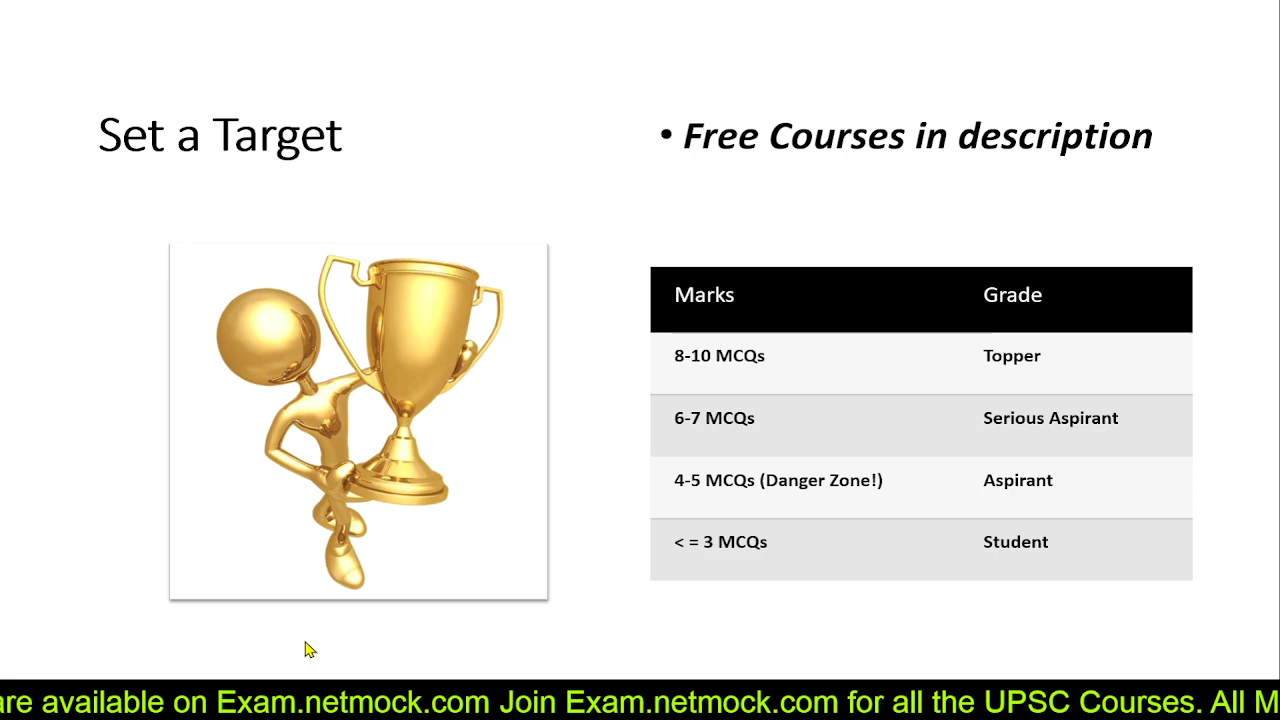 Set a Target
• Free Courses in description
Marks Grade
8-10 MCQs Topper
6-7 MCQs Serious Aspirant
4-5 MCQs (Danger Zone!) Aspirant
< = 3 MCQs Student
are available on Exam.netmock.com Join Exam.netmock.com for all the UPSC Courses. All M